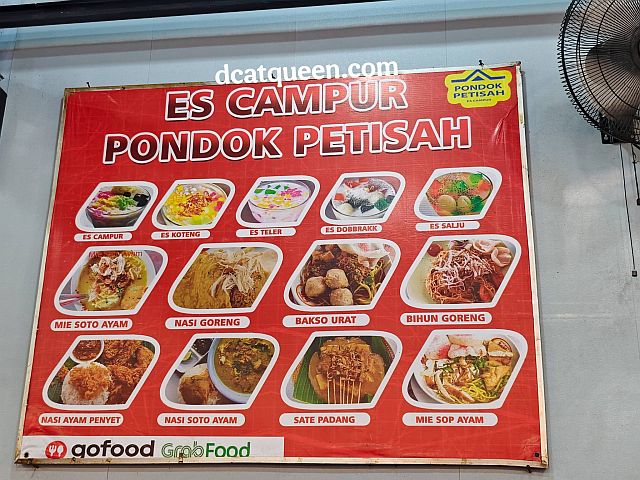 dcatqueen.com
ES CAMPUR
PONDOK PETISAH
PONDOK
PETISAH
ES CAMPUR
ES CAMPUR
ES KOTENG
ES TELER
ES DOBBRAKK
ES SALJU
MIE SOTO AYAM
NASI GORENG
BAKSO URAT
BIHUN GORENG
NASI AYAM PENYET
NASI SOTO AYAM
SATE PADANG
MIE SOP AYAM
gofood GrabFood